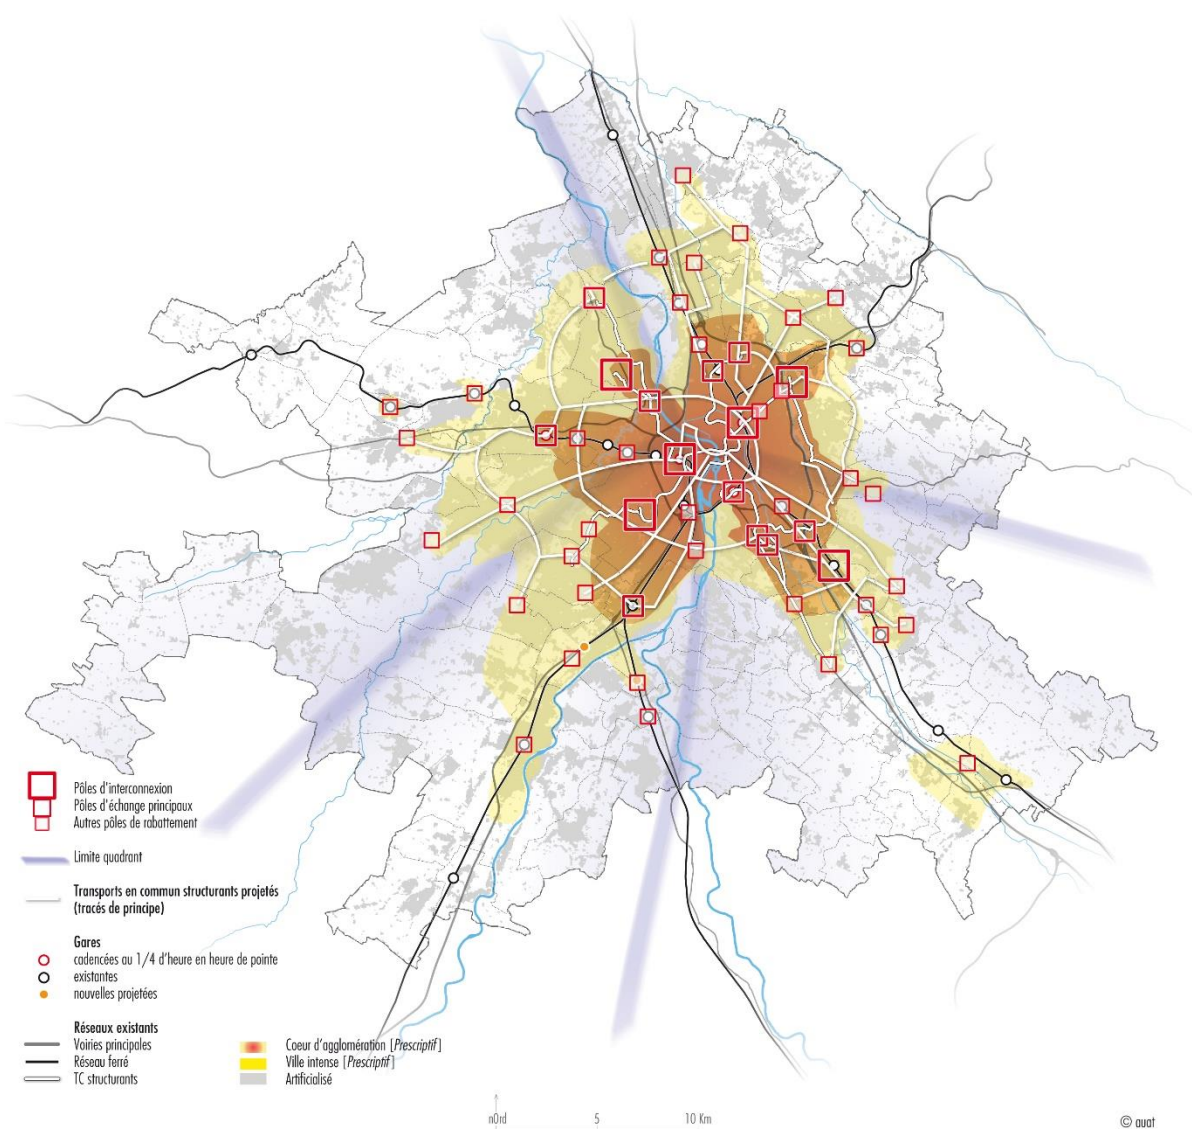 Pôles d'interconnexion
Pôles d'échange principaux
Autres pôles de rabattement
Limite quadrant
Transports en commun structurants projetés
(tracés de principe)
Gares
cadencées au 1/4 d'heure en heure de pointe
existantes
nouvelles projetées
Réseaux existants
Voiries principales
Réseau ferré
TC structurants
Coeur d'agglomération [Prescriptif]
Ville intense [Prescriptif]
Artificialisé
n0rd 5 10 Km
© auat